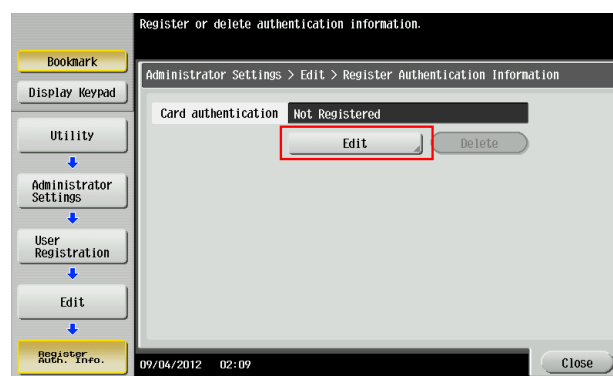 Register or delete authentication information.
Bookmark
Display Keypad
Administrator Settings > Edit > Register Authentication Information
Card authentication Not Registered
Edit Delete
Utility
Administrator
Settings
User
Registration
Edit
Register
Auth. Info.
09/04/2012 02:09
Close